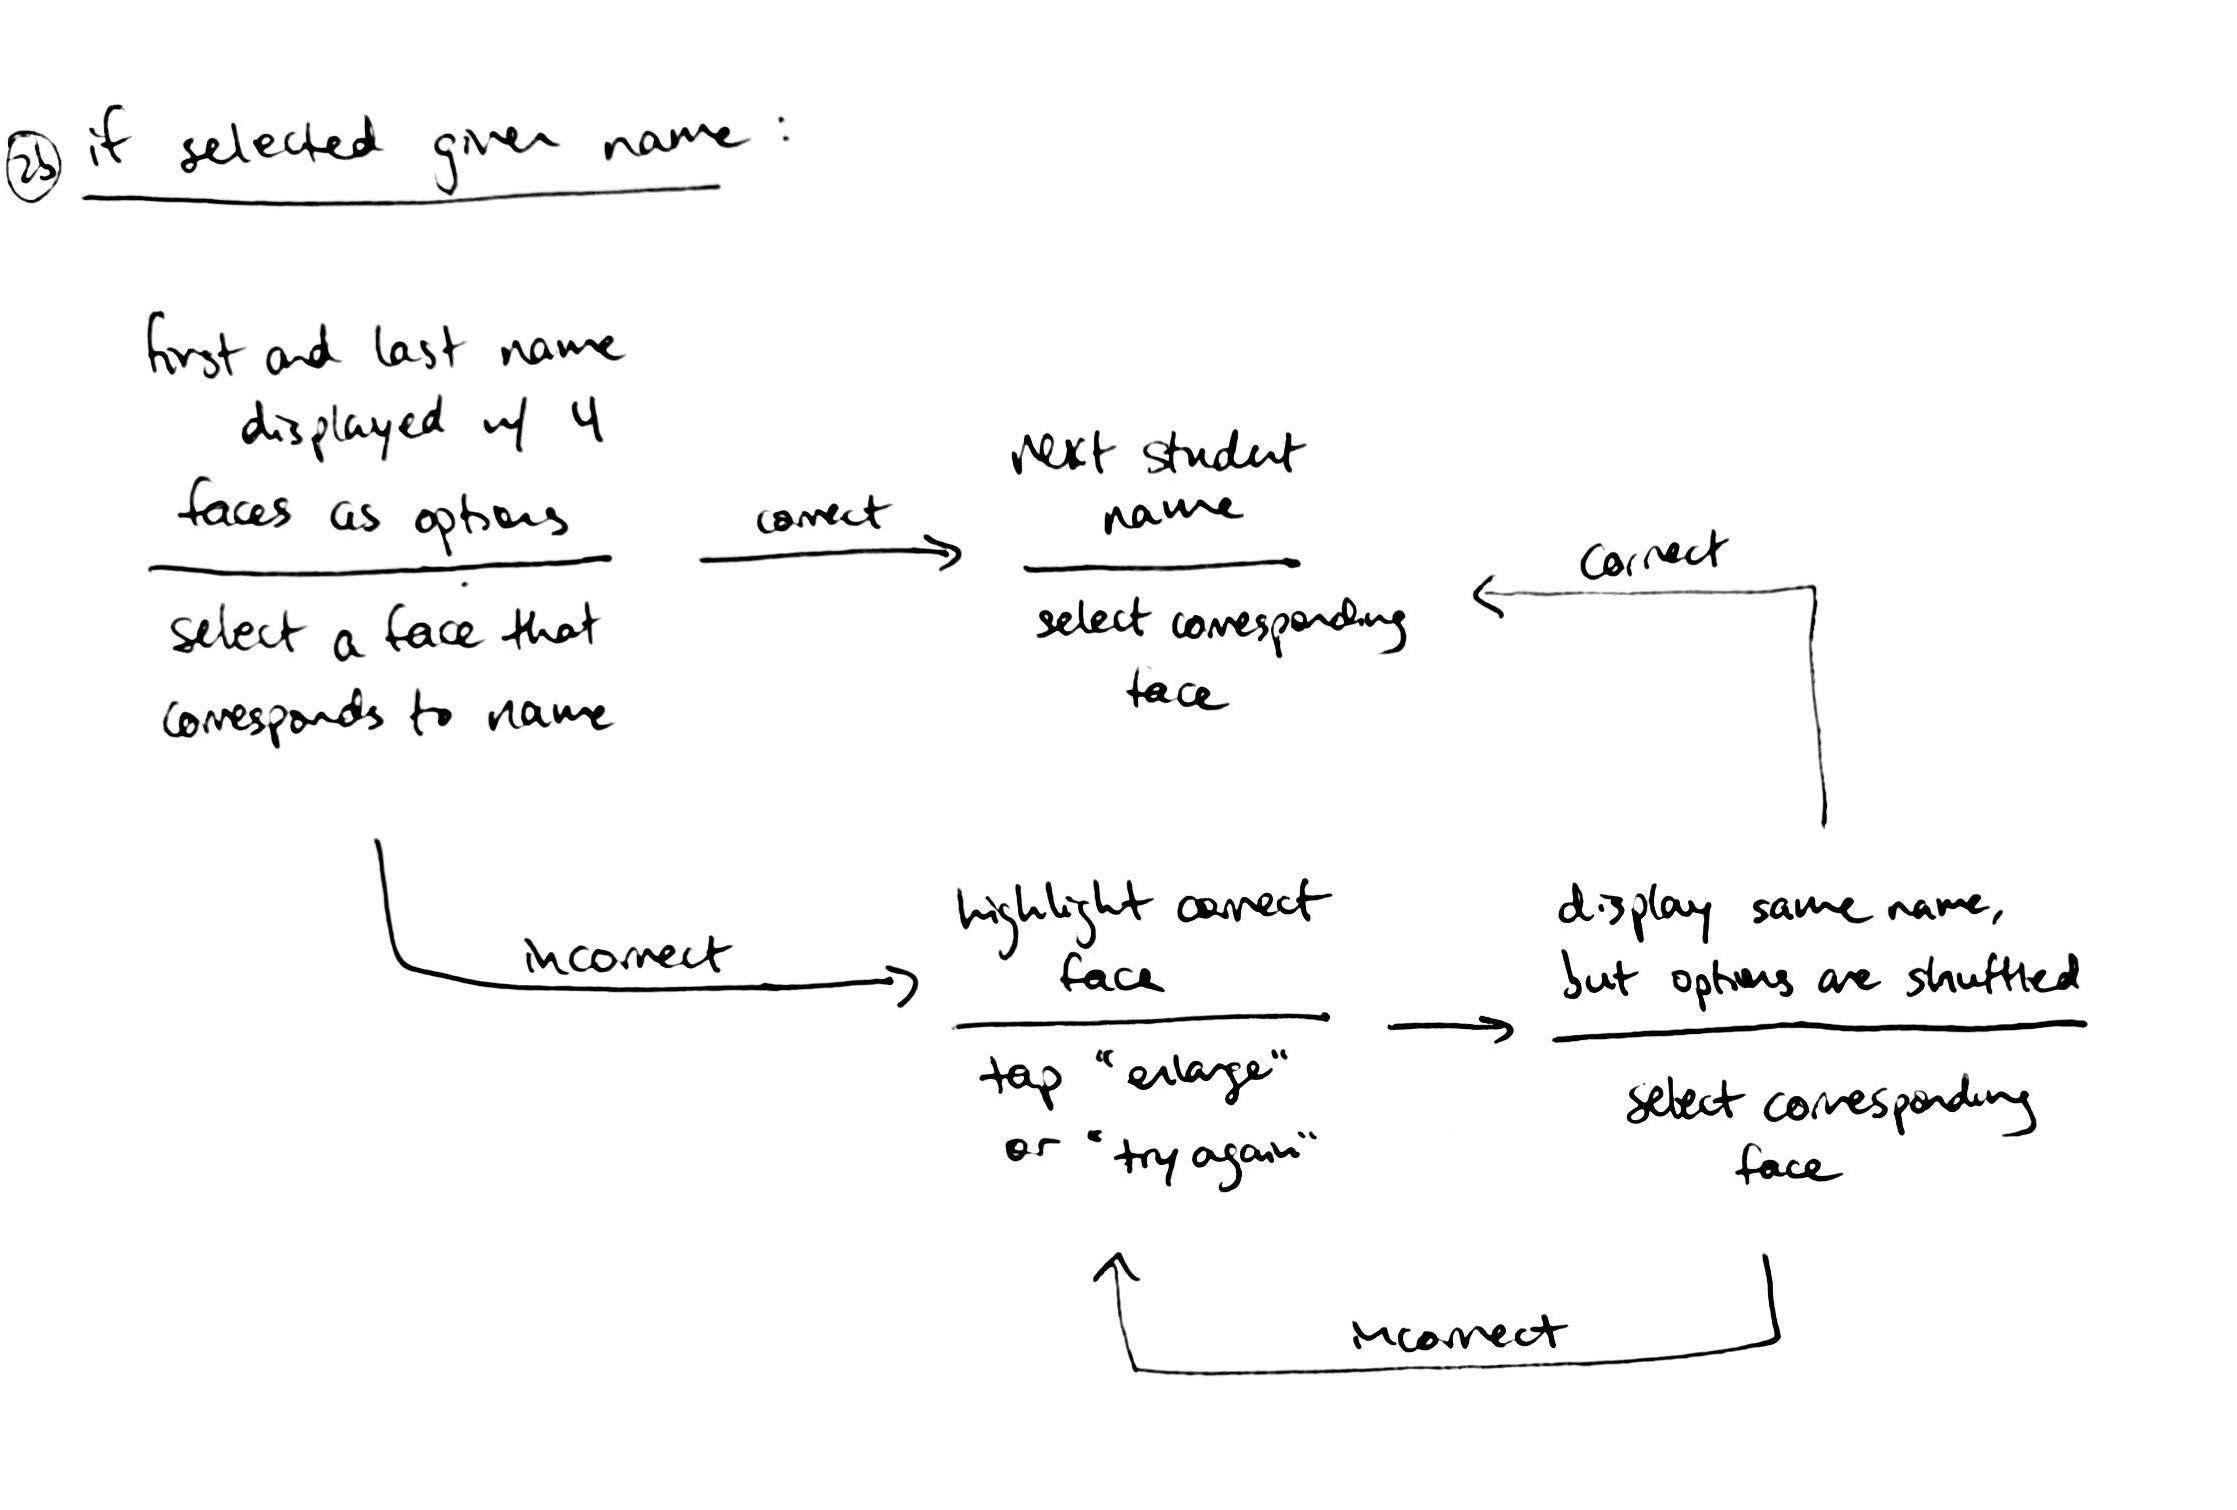 2b if selected given name:
first and last name
displayed w/ 4
faces as options
select a face that
corresponds to name
correct
next student
name
select corresponding
face
correct
incorrect
highlight correct
face
tap "enlarge"
or "try again"
display same name,
but options are shuffled
select corresponding
face
incorrect